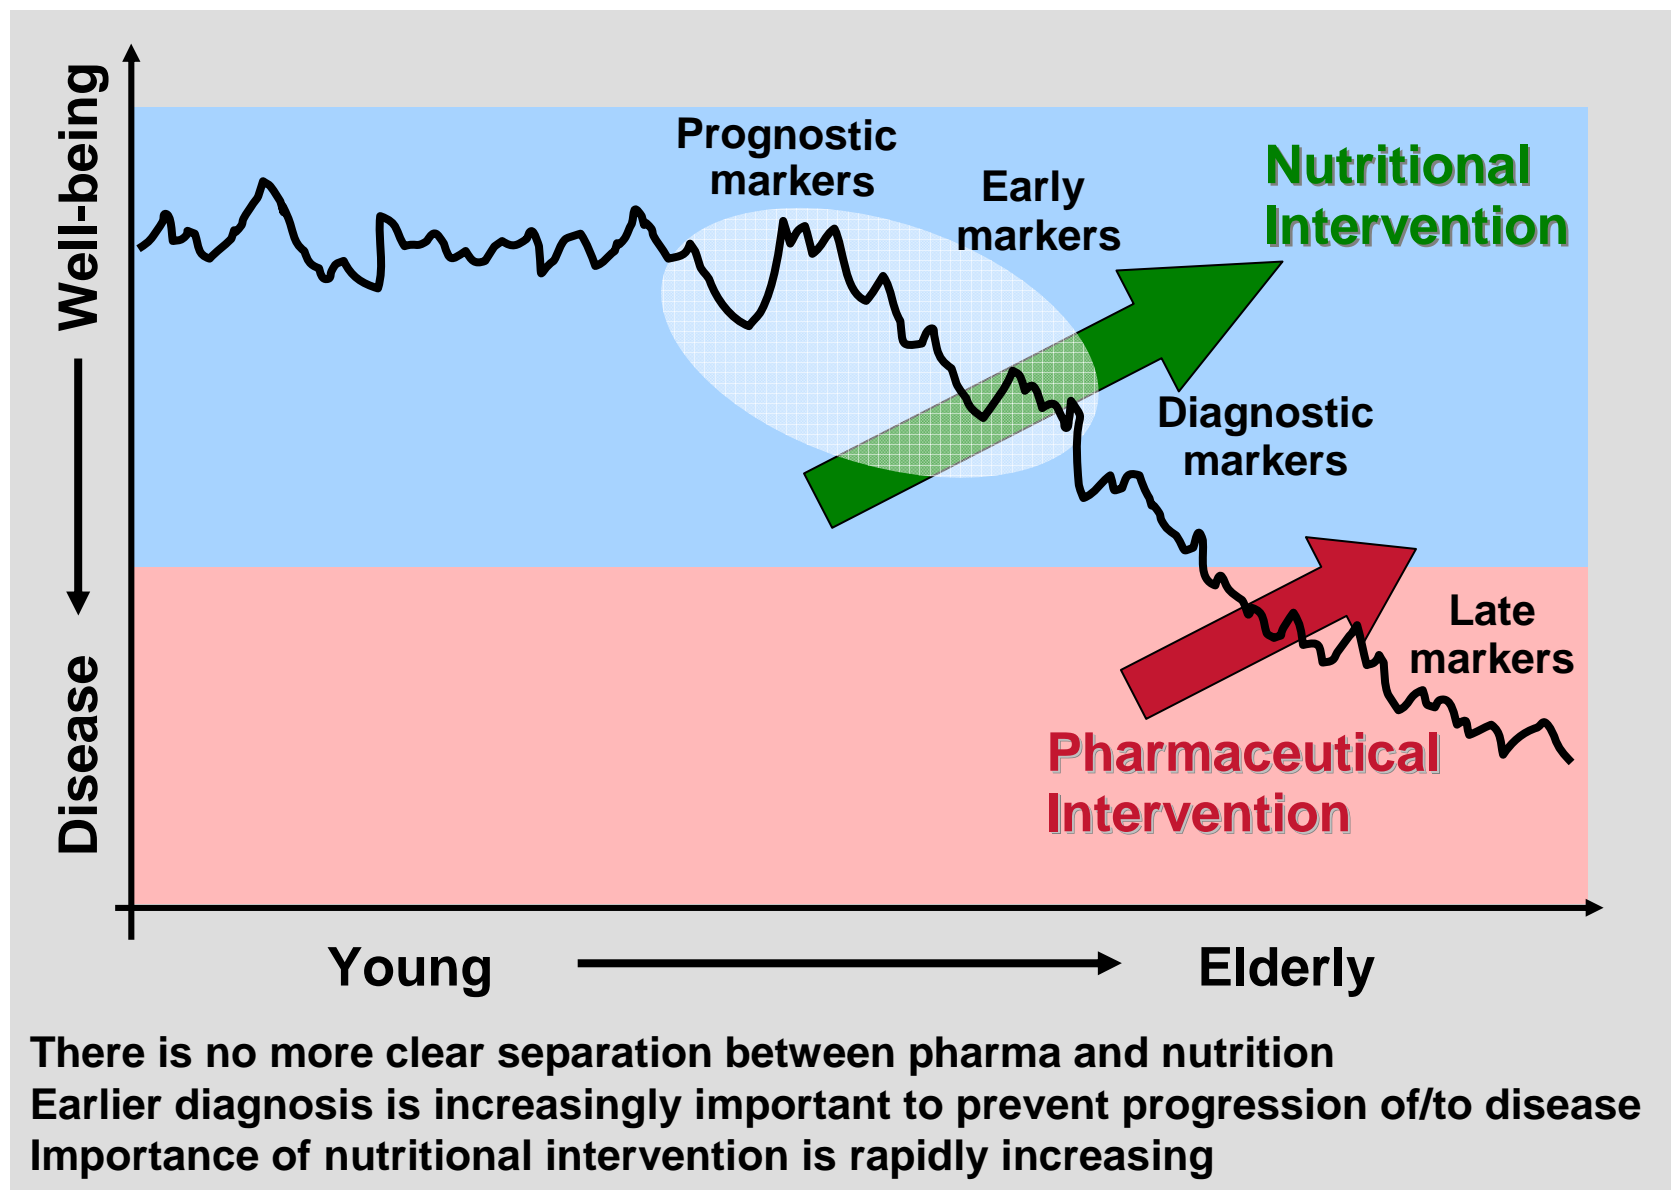 Well-being
Disease
Prognostic
markers
Early
markers
Nutritional
Intervention
Diagnostic
markers
Late
markers
Pharmaceutical
Intervention
Young
Elderly
There is no more clear separation between pharma and nutrition
Earlier diagnosis is increasingly important to prevent progression of/to disease
Importance of nutritional intervention is rapidly increasing